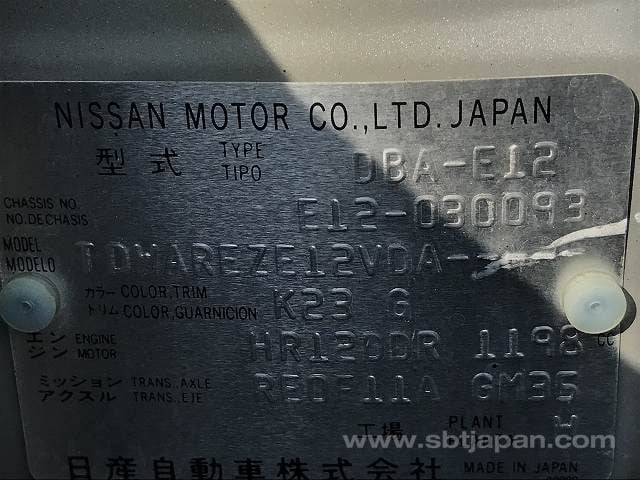 NISSAN MOTOR CO.,LTD. JAPAN
型式 TYPE TIPO DBA-E12
CHASSIS NO. NO.DECHASIS E12-030093
MODEL MODELO TDWAREZE12VDA-
カラー COLOR,TRIM トリム COLOR,GUARNICION K23 G
エンジン ENGINE MOTOR HR12DDR 1198 CC
ミッション TRANS.,AXLE アクスル TRANS.,EJE RE0F11A GM35
工場 PLANT W
www.sbtjapan.com
日産自動車株式会社 MADE IN JAPAN